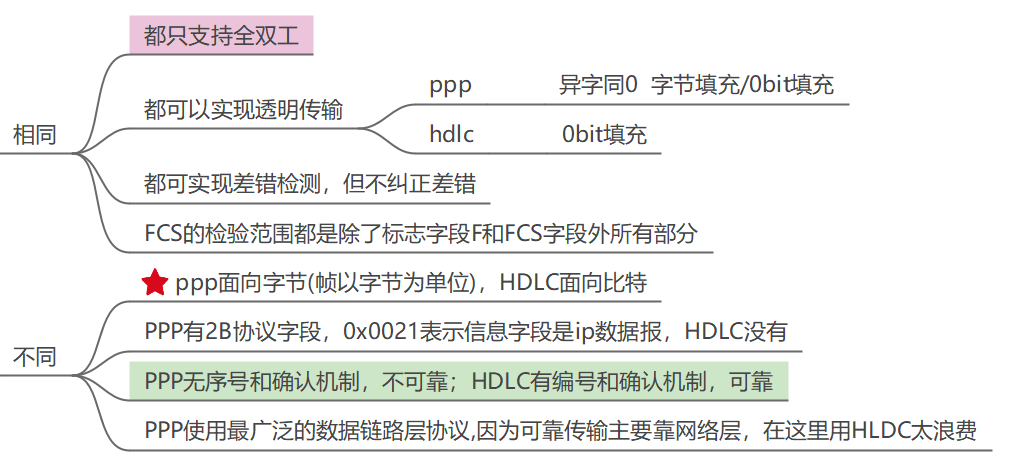 相同
都只支持全双工
都可以实现透明传输
ppp 异字同0 字节填充/0bit填充
hdlc 0bit填充
都可实现差错检测，但不纠正差错
FCS的检验范围都是除了标志字段F和FCS字段外所有部分
不同
ppp面向字节(帧以字节为单位)，HDLC面向比特
PPP有2B协议字段，0x0021表示信息字段是ip数据报，HDLC没有
PPP无序号和确认机制，不可靠；HDLC有编号和确认机制，可靠
PPP使用最广泛的数据链路层协议,因为可靠传输主要靠网络层，在这里用HLDC太浪费